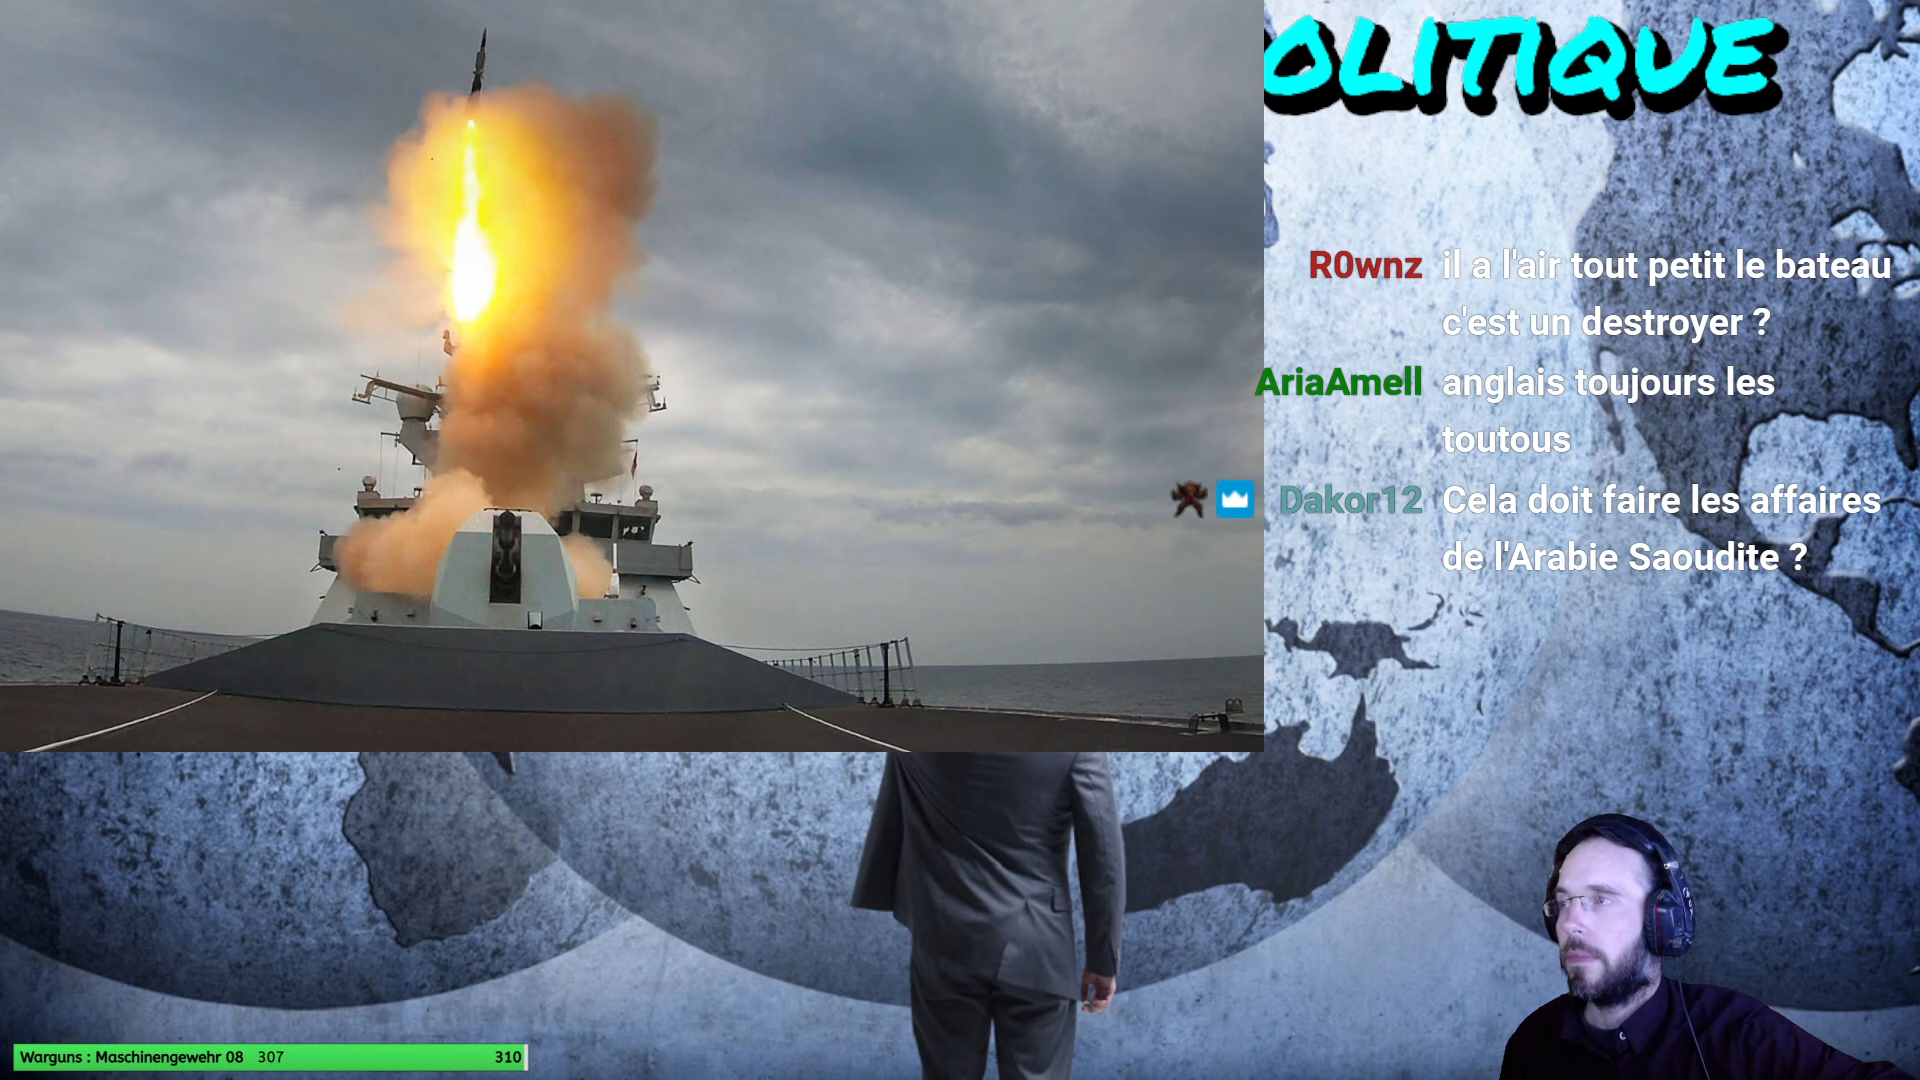 OLITIQUE
R0wnz il a l'air tout petit le bateau
c'est un destroyer ?
AriaAmell anglais toujours les
toutous
Dakor12 Cela doit faire les affaires
de l'Arabie Saoudite ?
Warguns : Maschinengewehr 08 307 310